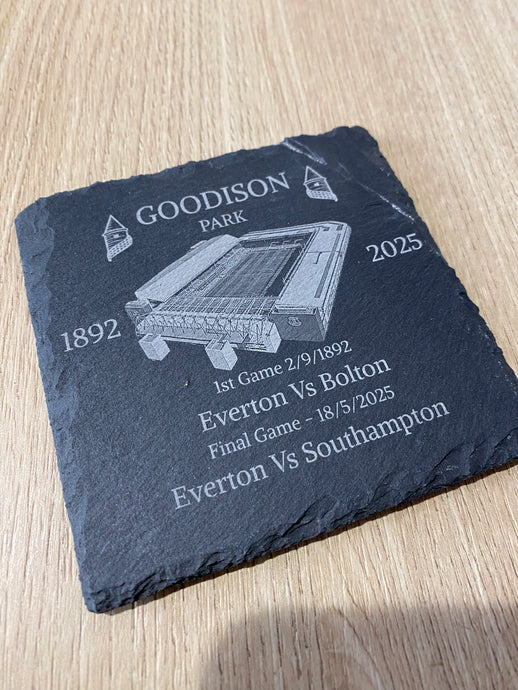 GOODISON
PARK
1892
2025
1st Game 2/9/1892
Everton Vs Bolton
Final Game - 18/5/2025
Everton Vs Southampton